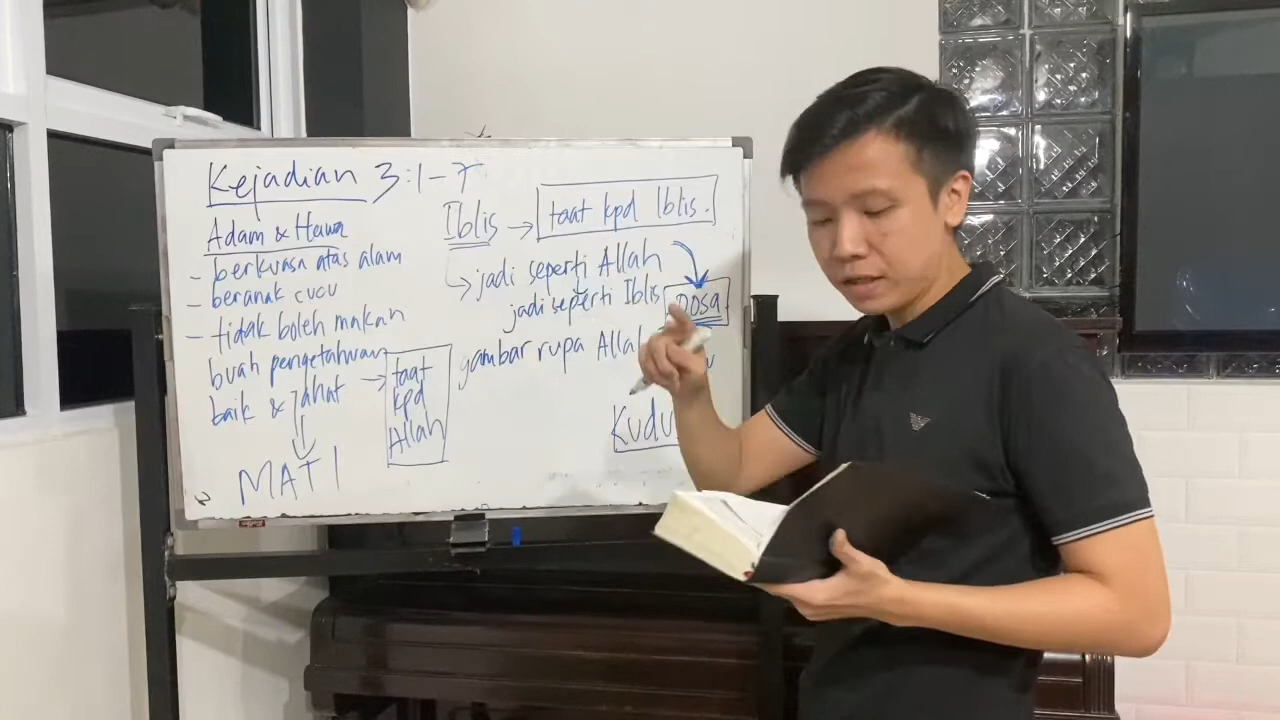 Kejadian 3:1-7
Adam & Hawa
- berkuasa atas alam
- beranak cucu
- tidak boleh makan
buah pengetahuan
baik & jahat →
MATI
taat
kpd
Allah
Iblis →
taat kpd Iblis.
jadi seperti Allah
jadi seperti Iblis
Dosa
gambar rupa Allah